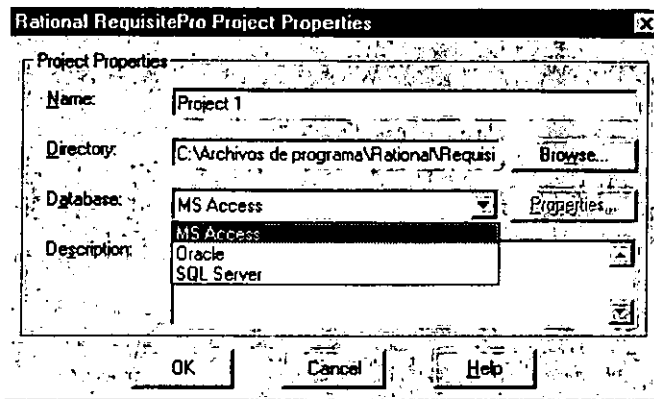 Rational RequisitePro Project Properties
Project Properties
Name: Project 1
Directory: C:\Archivos de programa\Rational\Requisi Browse...
Database: MS Access Properties...
MS Access
Description: Oracle
SQL Server
OK Cancel Help